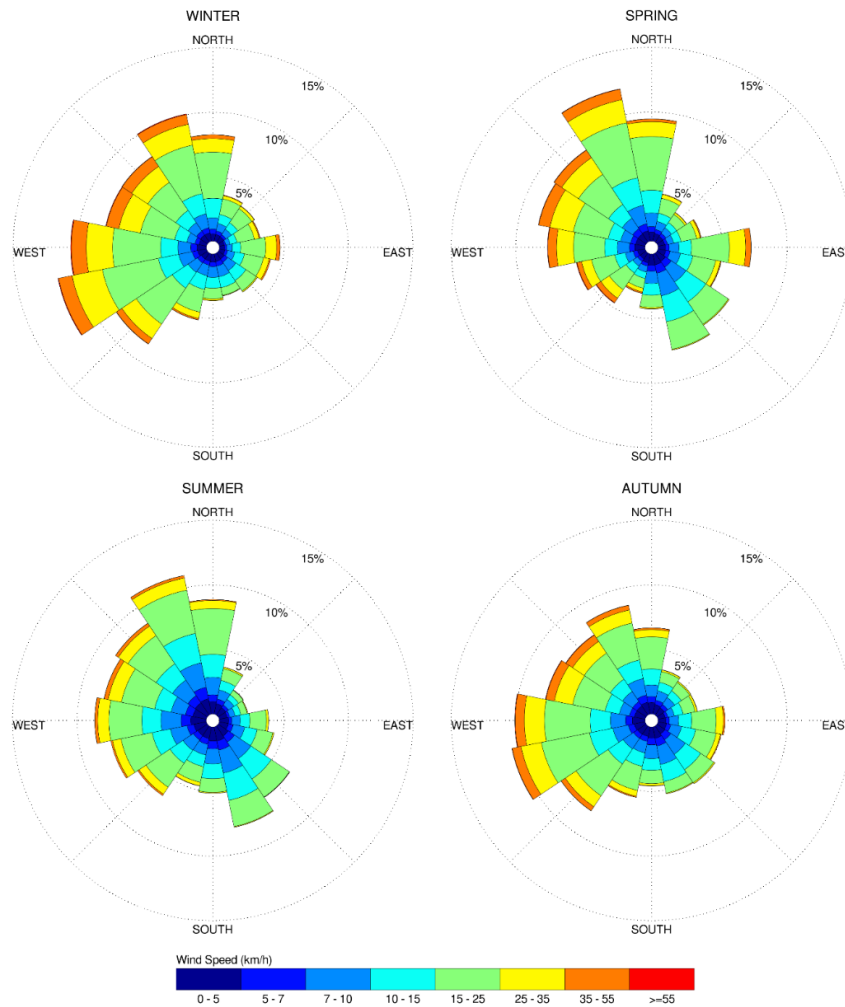 WINTER
NORTH
15%
10%
5%
WEST
EAST
SOUTH
SPRING
NORTH
15%
10%
5%
WEST
EAS
SOUTH
SUMMER
NORTH
15%
10%
5%
WEST
EAST
SOUTH
AUTUMN
NORTH
15%
10%
5%
WEST
EAS
SOUTH
Wind Speed (km/h)
0 - 5 5 - 7 7 - 10 10 - 15 15 - 25 25 - 35 35 - 55 >=55